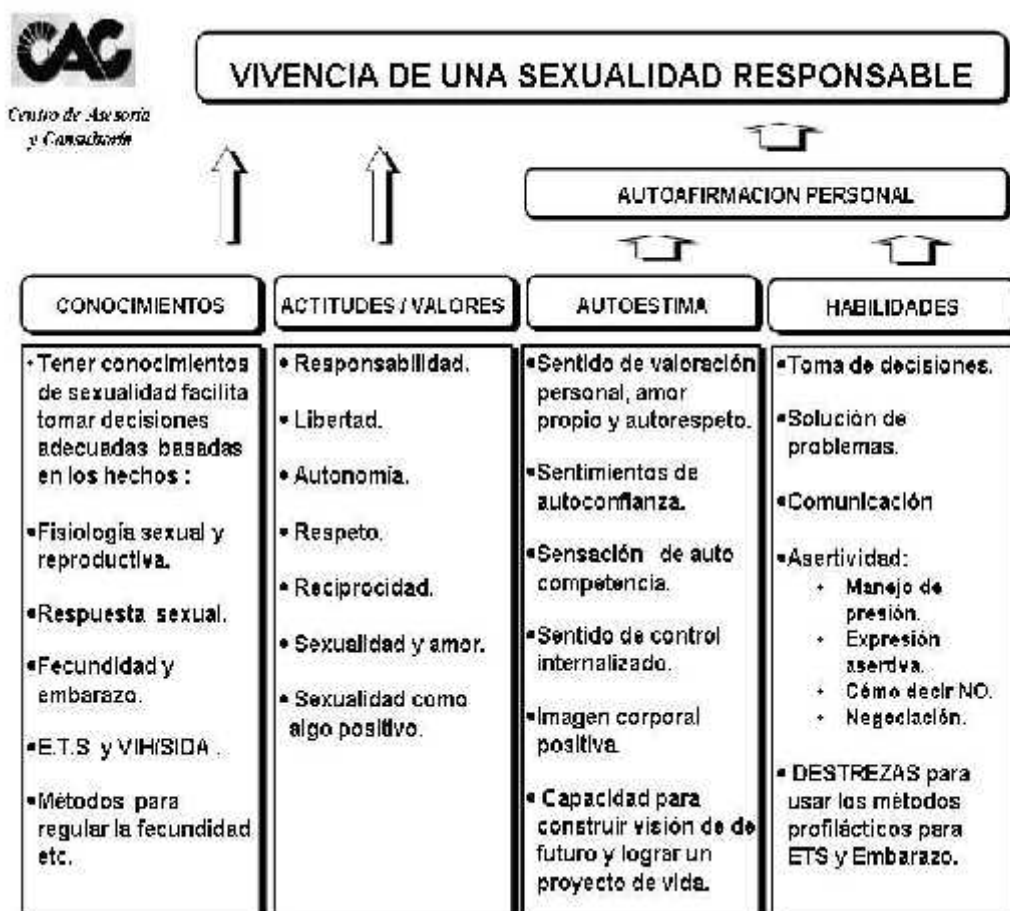 CAC
Centro de Asesoría
y Consultoría
VIVENCIA DE UNA SEXUALIDAD RESPONSABLE
AUTOAFIRMACION PERSONAL
CONOCIMIENTOS
• Tener conocimientos
de sexualidad facilita
tomar decisiones
adecuadas basadas
en los hechos :
•Fisiología sexual y
reproductiva.
•Respuesta sexual.
•Fecundidad y
embarazo.
•E.T.S y VIH/SIDA .
•Métodos para
regular la fecundidad
etc.
ACTITUDES / VALORES
• Responsabilidad.
• Libertad.
• Autonomía.
• Respeto.
• Reciprocidad.
• Sexualidad y amor.
• Sexualidad como
algo positivo.
AUTOESTIMA
•Sentido de valoración
personal, amor
propio y autorespeto.
•Sentimientos de
autoconfianza.
•Sensación de auto
competencia.
•Sentido de control
internalizado.
•Imagen corporal
positiva.
• Capacidad para
construir visión de de
futuro y lograr un
proyecto de vida.
HABILIDADES
•Toma de decisiones.
•Solución de
problemas.
•Comunicación
•Asertividad:
• Manejo de
presión.
• Expresión
asertiva.
• Cómo decir NO.
• Negociación.
• DESTREZAS para
usar los métodos
profilácticos para
ETS y Embarazo.